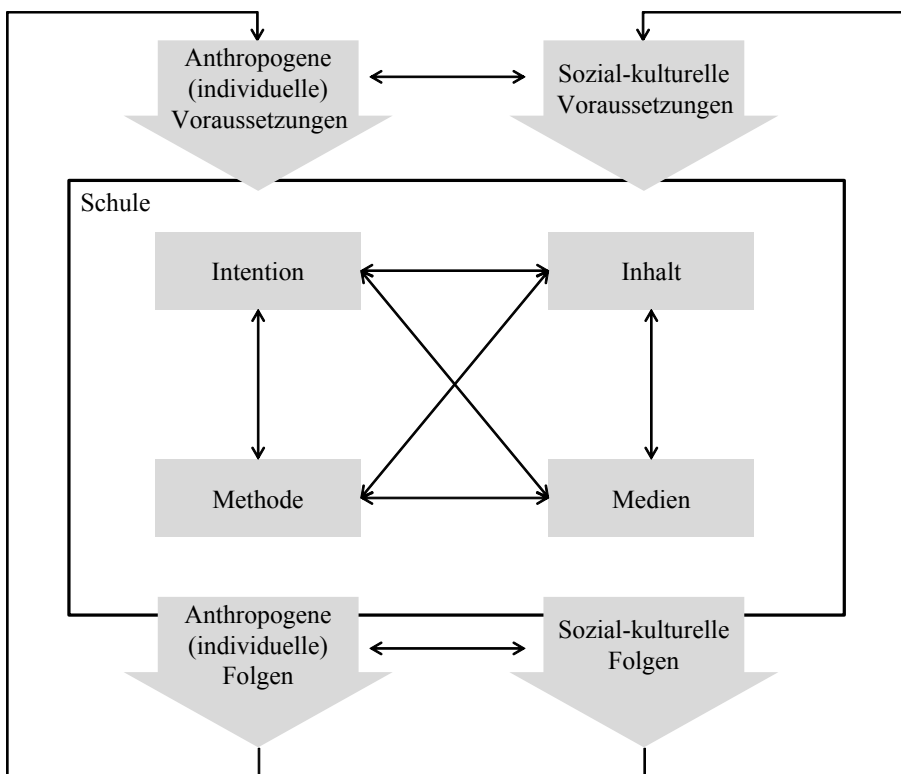 Anthropogene
(individuelle)
Voraussetzungen
Sozial-kulturelle
Voraussetzungen
Schule
Intention
Inhalt
Methode
Medien
Anthropogene
(individuelle)
Folgen
Sozial-kulturelle
Folgen